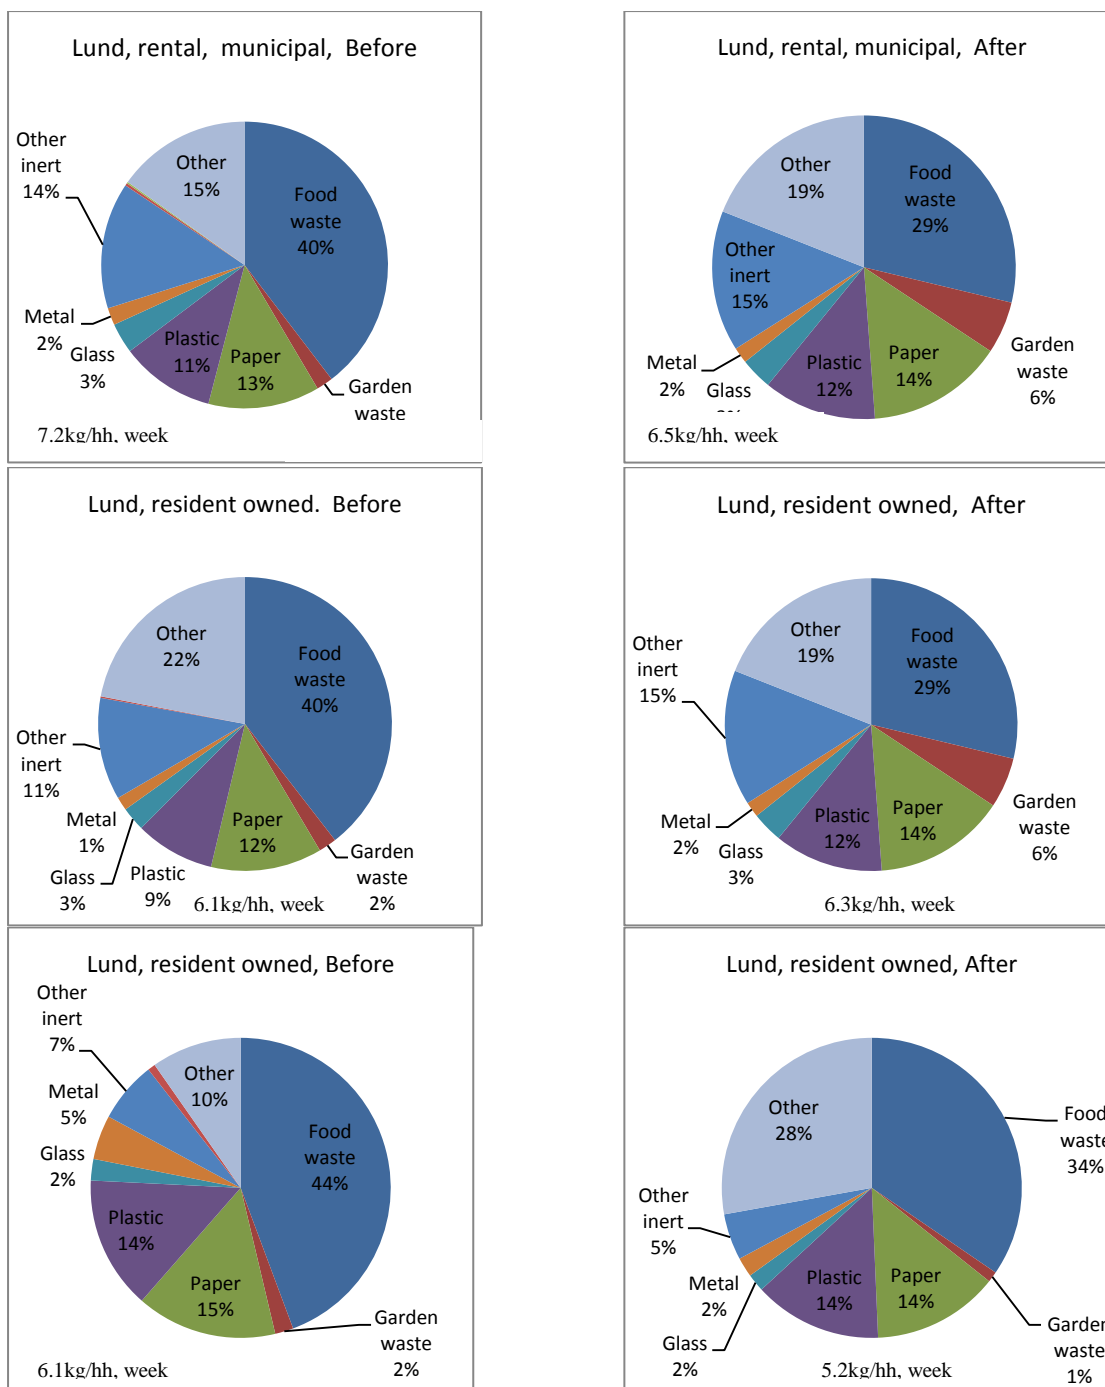 Lund, rental, municipal, Before
Other
inert
14%
Other
15%
Food
waste
40%
Metal
2%
Glass
3%
Plastic
11%
Paper
13%
Garden
waste
7.2kg/hh, week
Lund, rental, municipal, After
Other
19%
Food
waste
29%
Other
inert
15%
Metal
2%
Glass
Plastic
12%
Paper
14%
Garden
waste
6%
6.5kg/hh, week
Lund, resident owned. Before
Other
22%
Food
waste
40%
Other
inert
11%
Metal
1%
Glass
3%
Plastic
9%
Paper
12%
Garden
waste
2%
6.1kg/hh, week
Lund, resident owned, After
Other
inert
15%
Other
19%
Food
waste
29%
Metal
2%
Glass
3%
Plastic
12%
Paper
14%
Garden
waste
6%
6.3kg/hh, week
Lund, resident owned, Before
Other
inert
7%
Other
10%
Metal
5%
Glass
2%
Food
waste
44%
Plastic
14%
Paper
15%
Garden
waste
2%
6.1kg/hh, week
Lund, resident owned, After
Other
28%
Food
waste
34%
Other
inert
5%
Metal
2%
Glass
2%
Plastic
14%
Paper
14%
Garden
waste
1%
5.2kg/hh, week